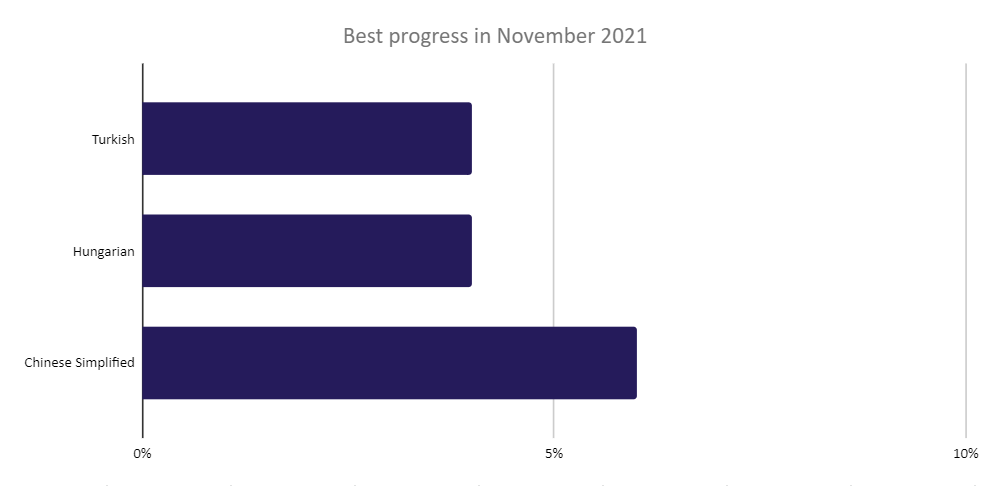 Best progress in November 2021
Turkish
Hungarian
Chinese Simplified
0%
5%
10%